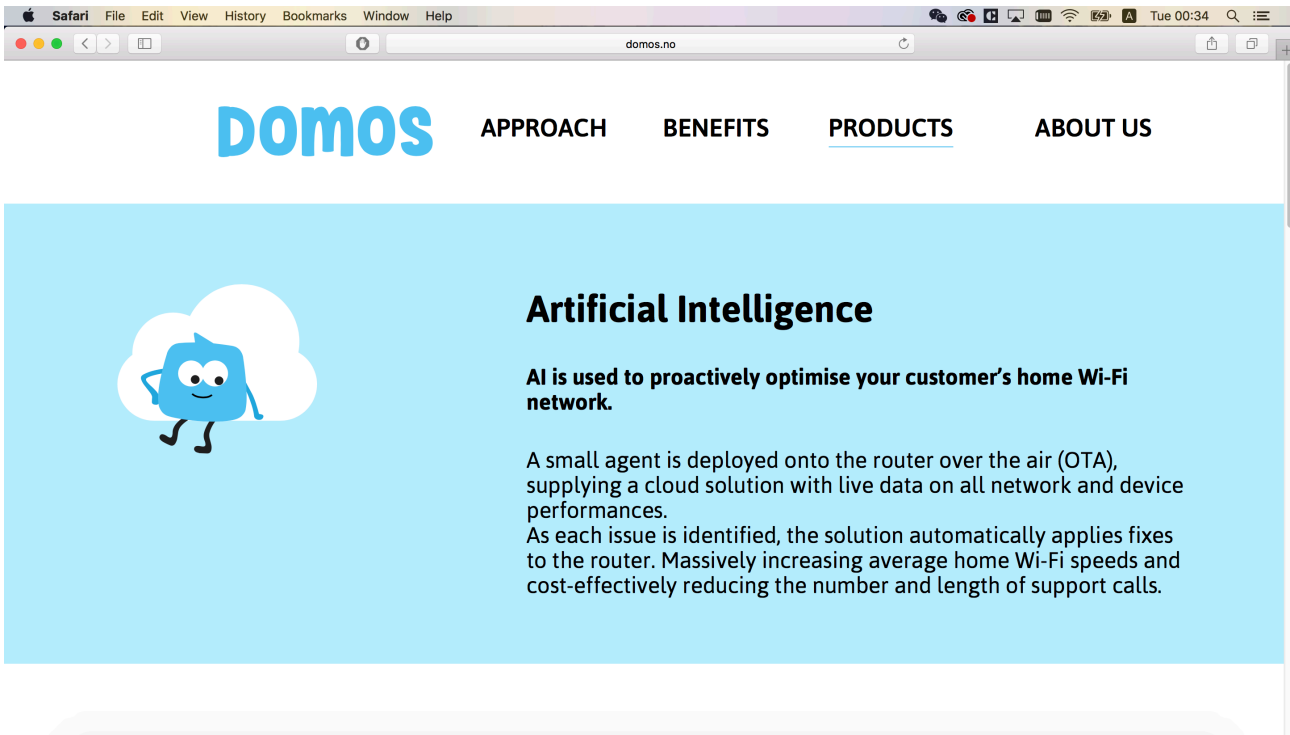 Safari File Edit View History Bookmarks Window Help
A Tue 00:34
domos.no
DOMOS APPROACH BENEFITS PRODUCTS ABOUT US
Artificial Intelligence
AI is used to proactively optimise your customer’s home Wi-Fi
network.
A small agent is deployed onto the router over the air (OTA),
supplying a cloud solution with live data on all network and device
performances.
As each issue is identified, the solution automatically applies fixes
to the router. Massively increasing average home Wi-Fi speeds and
cost-effectively reducing the number and length of support calls.